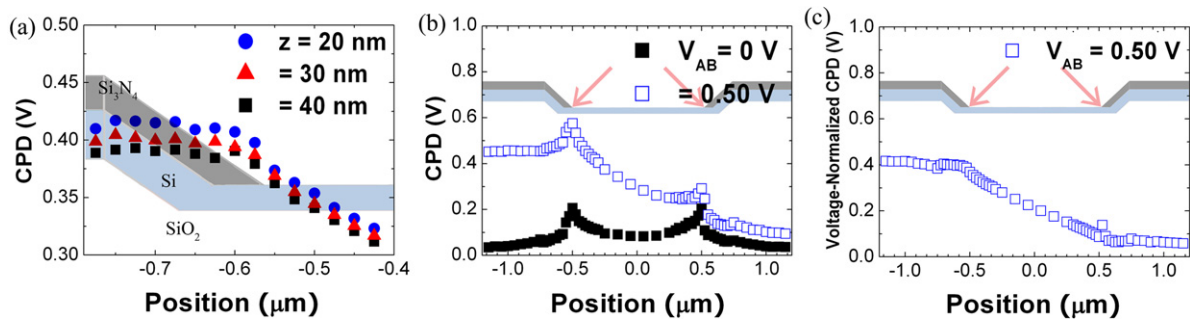 (a)
CPD (V)
0.50
0.45
0.40
0.35
0.30
z = 20 nm
= 30 nm
= 40 nm
Si₃N₄
Si
SiO₂
-0.7
-0.6
-0.5
-0.4
Position (μm)
(b)
CPD (V)
1.0
0.8
0.6
0.4
0.2
0.0
V_AB = 0 V
= 0.50 V
-1.0
-0.5
0.0
0.5
1.0
Position (μm)
(c)
Voltage-Normalized CPD (V)
1.0
0.8
0.6
0.4
0.2
0.0
V_AB = 0.50 V
-1.0
-0.5
0.0
0.5
1.0
Position (μm)